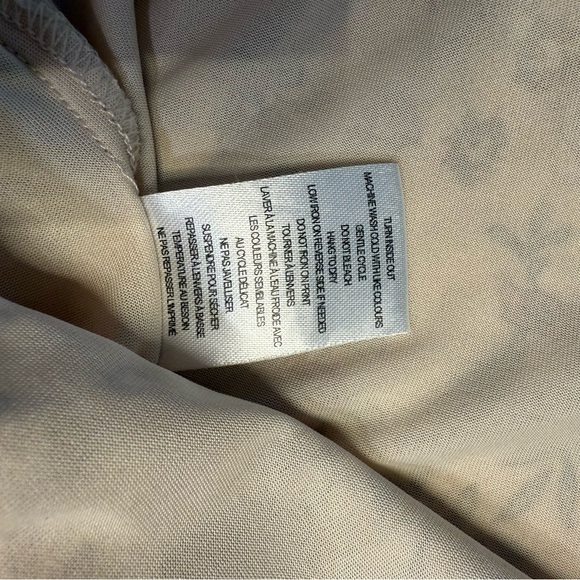 TURN INSIDE OUT
MACHINE WASH COLD WITH LIKE COLOURS
GENTLE CYCLE
DO NOT BLEACH
HANG TO DRY
LOW IRON ON REVERSE SIDE IF NEEDED
DO NOT IRON ON PRINT
TOURNER À L'ENVERS
LAVER À LA MACHINE À L'EAU FROIDE AVEC
LES COULEURS SEMBLABLES
AU CYCLE DÉLICAT
NE PAS JAVELLISER
SUSPENDRE POUR SÉCHER
REPASSER À L'ENVERS À BASSE
TEMPÉRATURE AU BESOIN
NE PAS REPASSER L'IMPRIMÉ